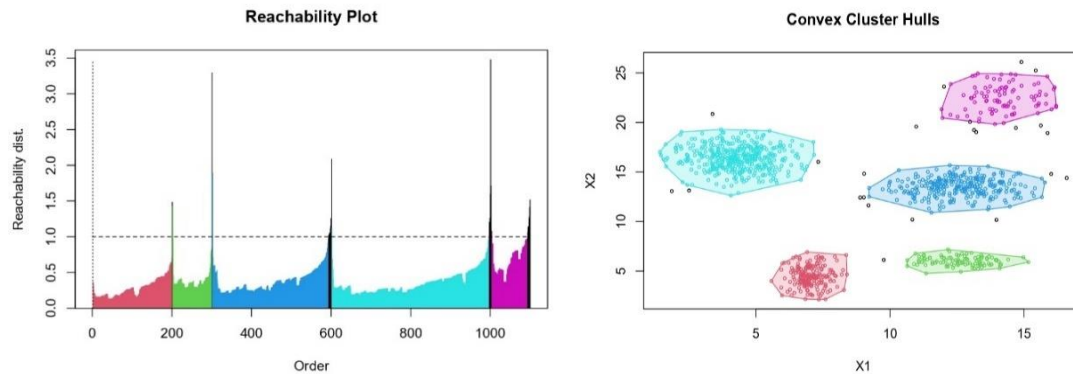 Reachability Plot
Reachability dist.
3.5
3.0
2.5
2.0
1.5
1.0
0.5
0.0
0 200 400 600 800 1000
Order
Convex Cluster Hulls
X2
25
20
15
10
5
5 10 15
X1